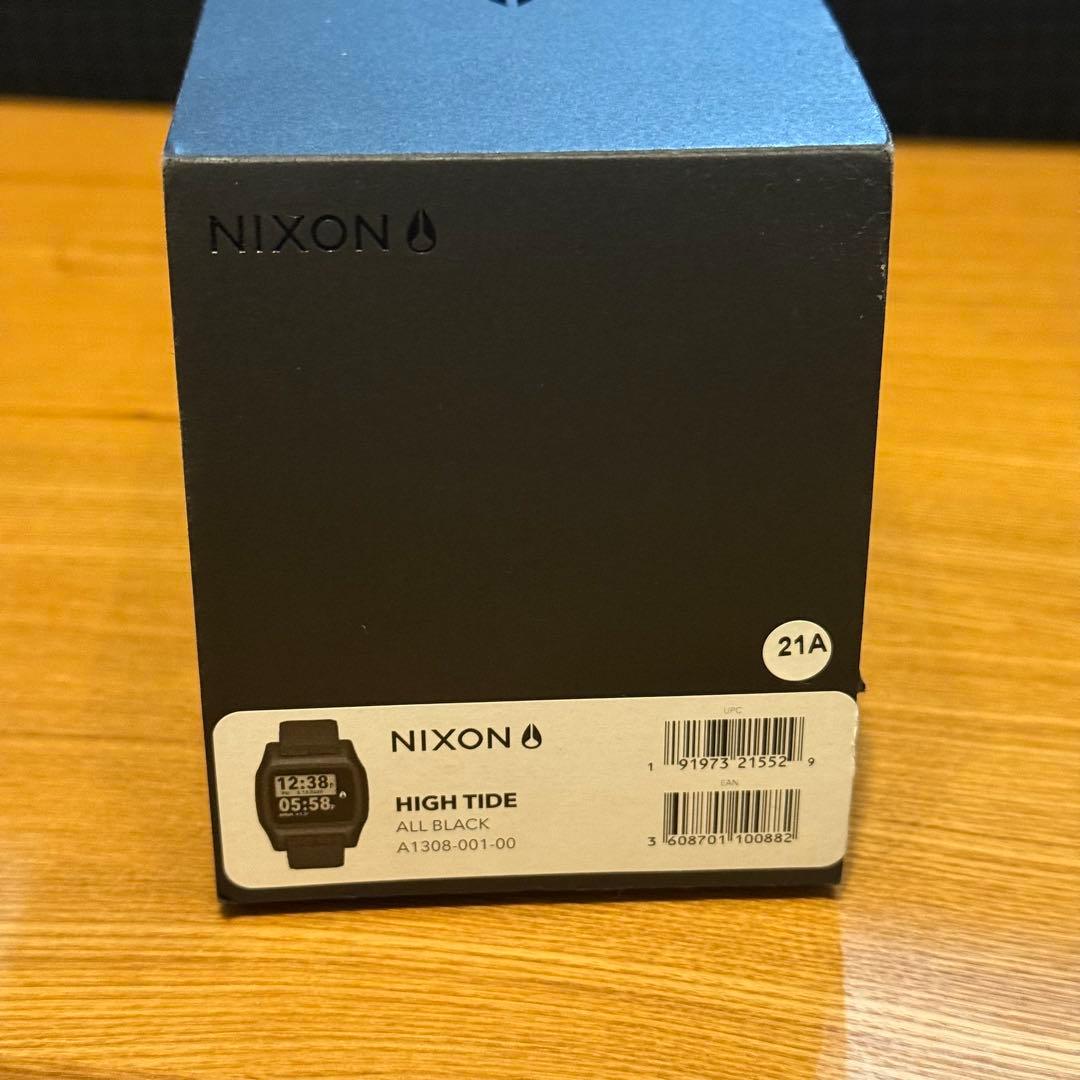 NIXON
21A
NIXON
HIGH TIDE
ALL BLACK
A1308-001-00
12:38
05:58
UPC
1 91973 21552 9
EAN
3 608701 100882